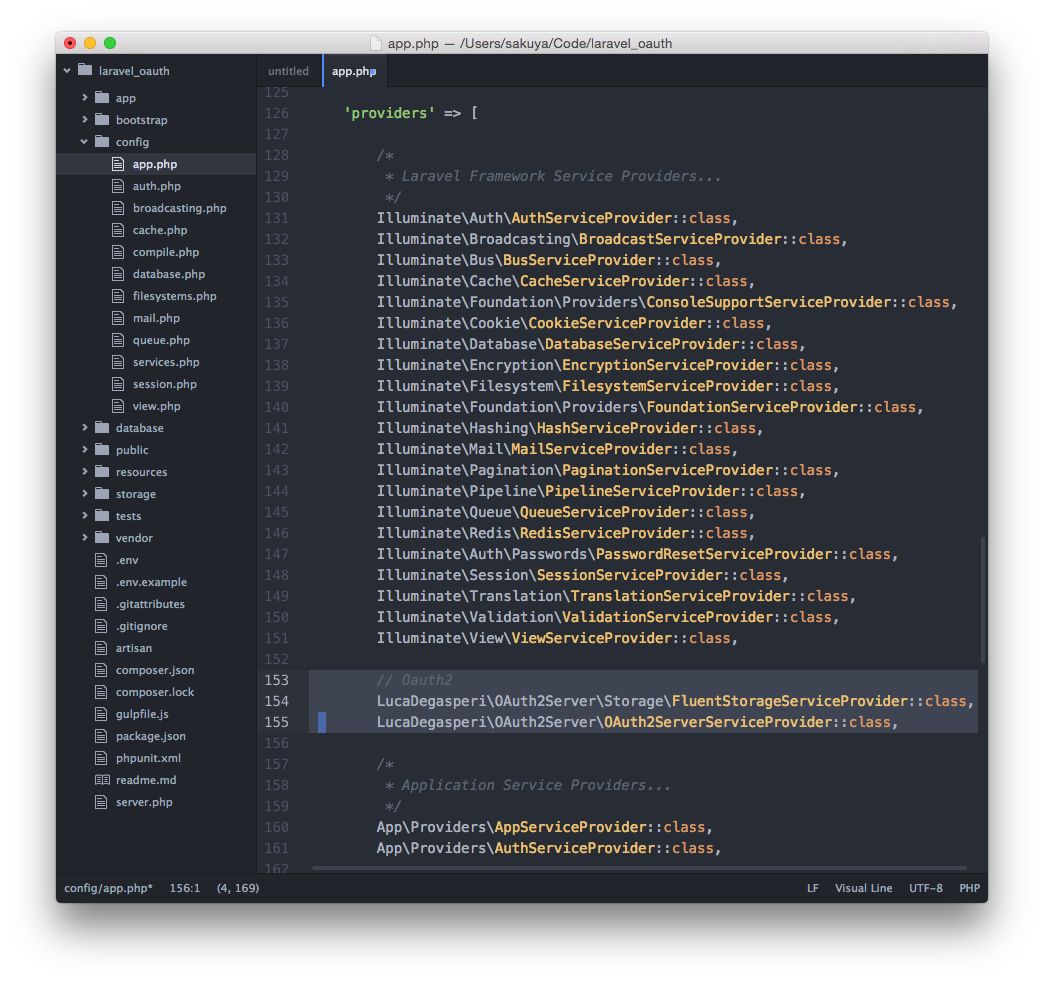 app.php — /Users/sakuya/Code/laravel_oauth
laravel_oauth
app
bootstrap
config
app.php
auth.php
broadcasting.php
cache.php
compile.php
database.php
filesystems.php
mail.php
queue.php
services.php
session.php
view.php
database
public
resources
storage
tests
vendor
.env
.env.example
.gitattributes
.gitignore
artisan
composer.json
composer.lock
gulpfile.js
package.json
phpunit.xml
readme.md
server.php
untitled app.php
125
126 'providers' => [
127
128 /*
129 * Laravel Framework Service Providers...
130 */
131 Illuminate\Auth\AuthServiceProvider::class,
132 Illuminate\Broadcasting\BroadcastServiceProvider::class,
133 Illuminate\Bus\BusServiceProvider::class,
134 Illuminate\Cache\CacheServiceProvider::class,
135 Illuminate\Foundation\Providers\ConsoleSupportServiceProvider::class,
136 Illuminate\Cookie\CookieServiceProvider::class,
137 Illuminate\Database\DatabaseServiceProvider::class,
138 Illuminate\Encryption\EncryptionServiceProvider::class,
139 Illuminate\Filesystem\FilesystemServiceProvider::class,
140 Illuminate\Foundation\Providers\FoundationServiceProvider::class,
141 Illuminate\Hashing\HashServiceProvider::class,
142 Illuminate\Mail\MailServiceProvider::class,
143 Illuminate\Pagination\PaginationServiceProvider::class,
144 Illuminate\Pipeline\PipelineServiceProvider::class,
145 Illuminate\Queue\QueueServiceProvider::class,
146 Illuminate\Redis\RedisServiceProvider::class,
147 Illuminate\Auth\Passwords\PasswordResetServiceProvider::class,
148 Illuminate\Session\SessionServiceProvider::class,
149 Illuminate\Translation\TranslationServiceProvider::class,
150 Illuminate\Validation\ValidationServiceProvider::class,
151 Illuminate\View\ViewServiceProvider::class,
152
153 // Oauth2
154 LucaDegasperi\OAuth2Server\Storage\FluentStorageServiceProvider::class,
155 LucaDegasperi\OAuth2Server\OAuth2ServerServiceProvider::class,
156
157 /*
158 * Application Service Providers...
159 */
160 App\Providers\AppServiceProvider::class,
161 App\Providers\AuthServiceProvider::class,
162
config/app.php* 156:1 (4, 169) LF Visual Line UTF-8 PHP